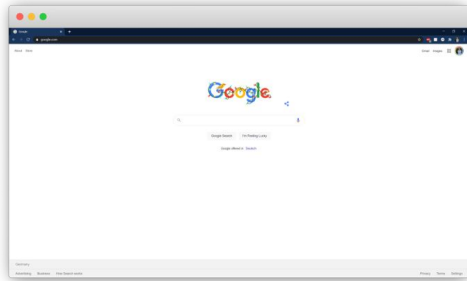 Google
google.com
About Store
Gmail Images
Google
Google Search I'm Feeling Lucky
Google offered in: Deutsch
Germany
Advertising Business How Search works
Privacy Terms Settings